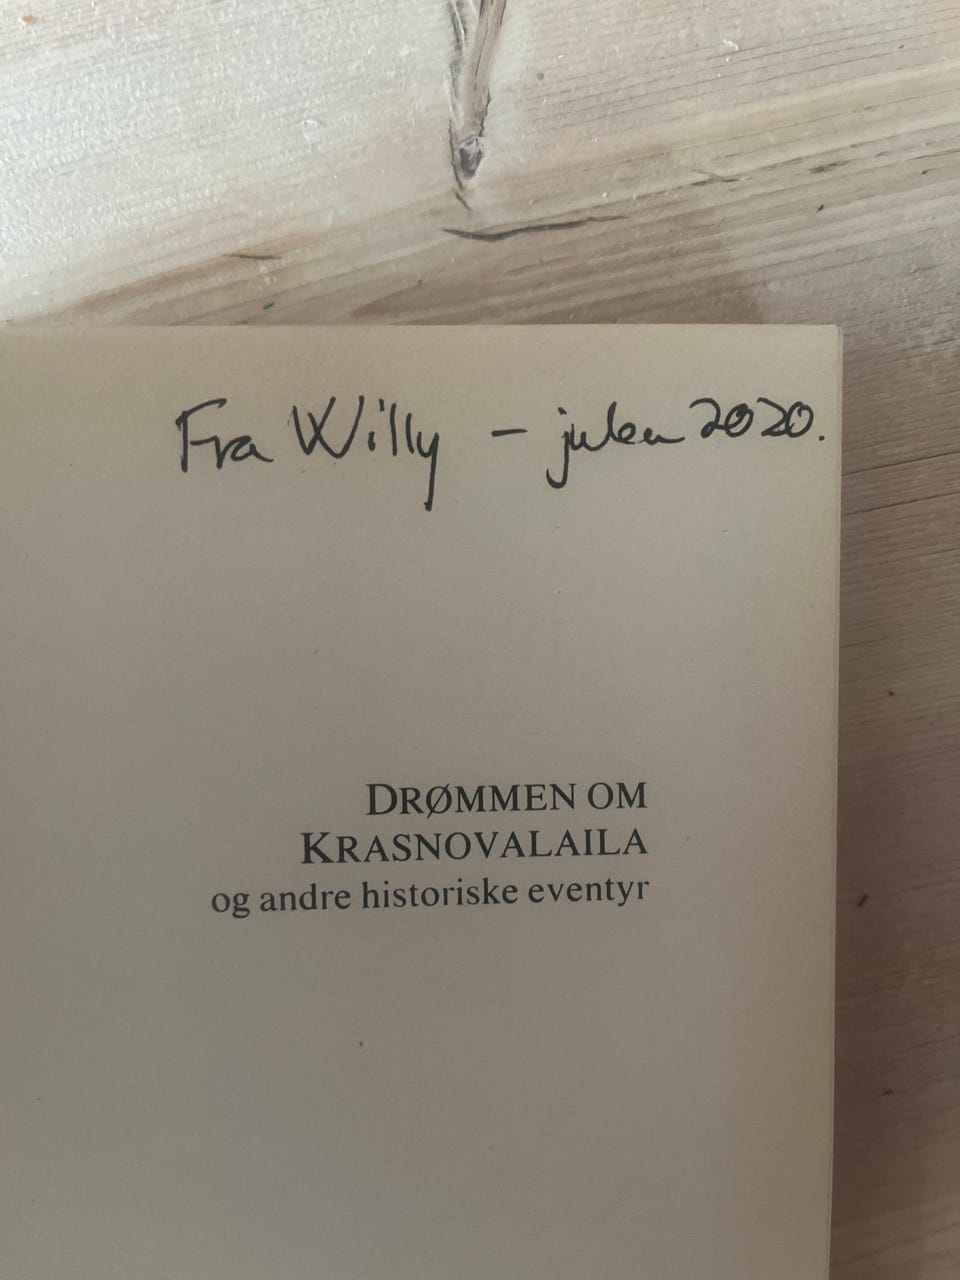 Fra Willy – julen 2020.
DRØMMEN OM
KRASNOVALAILA
og andre historiske eventyr